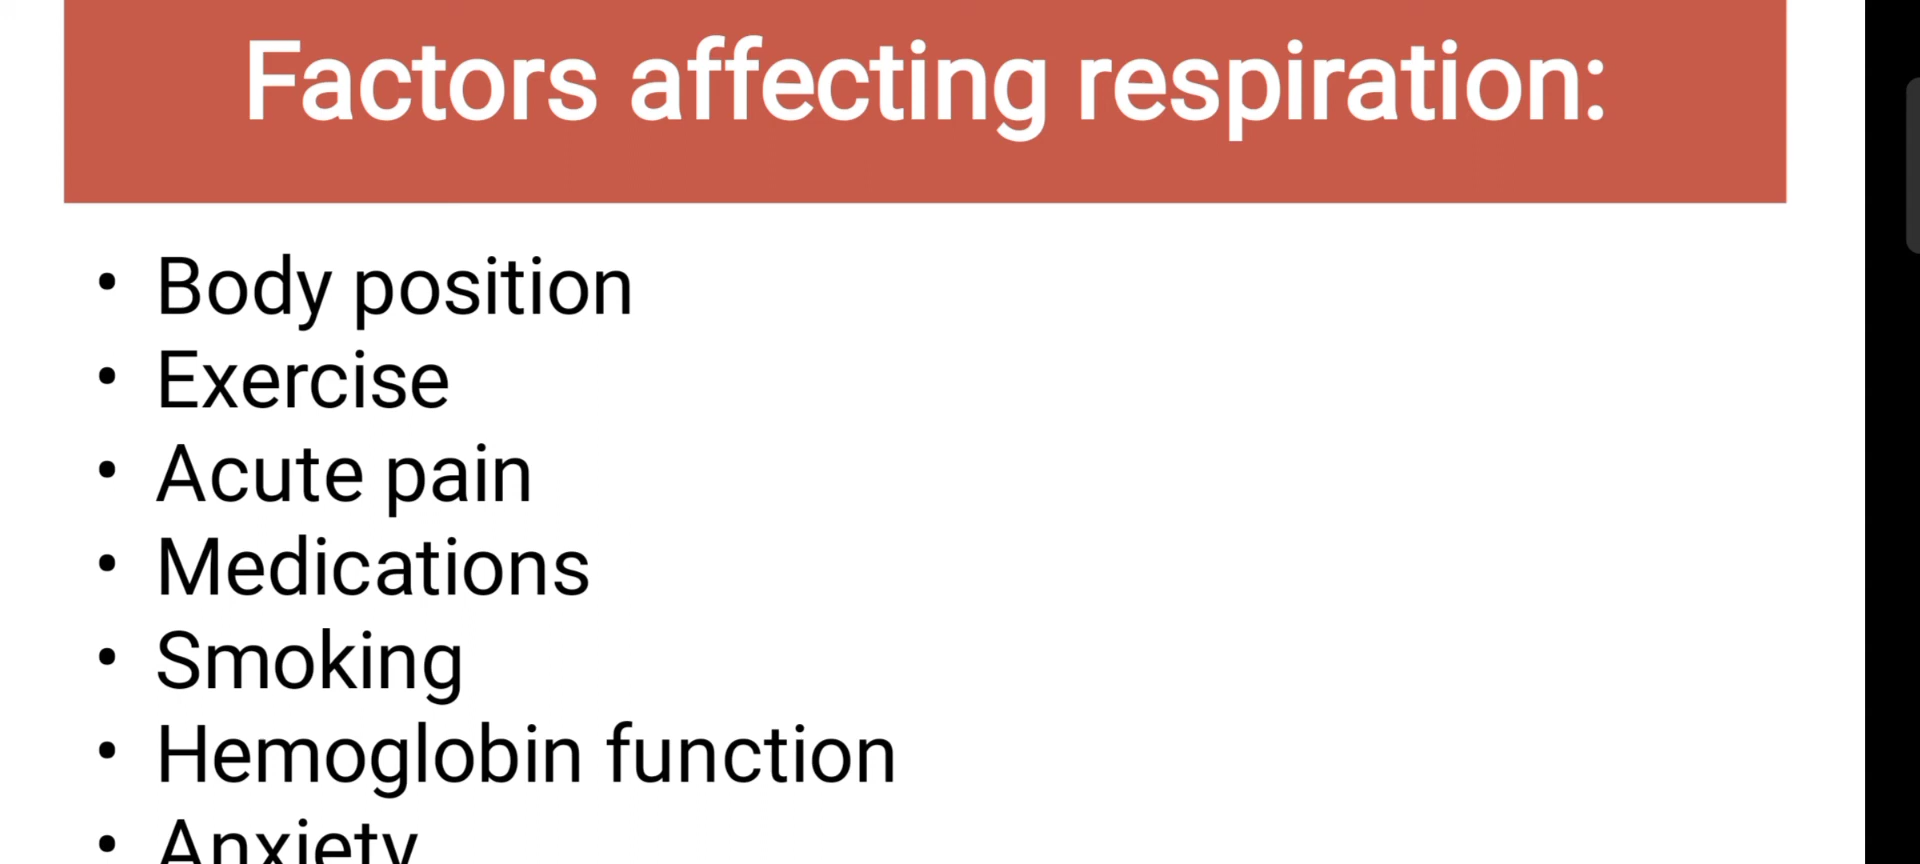 Factors affecting respiration:
• Body position
• Exercise
• Acute pain
• Medications
• Smoking
• Hemoglobin function
• Anxiety